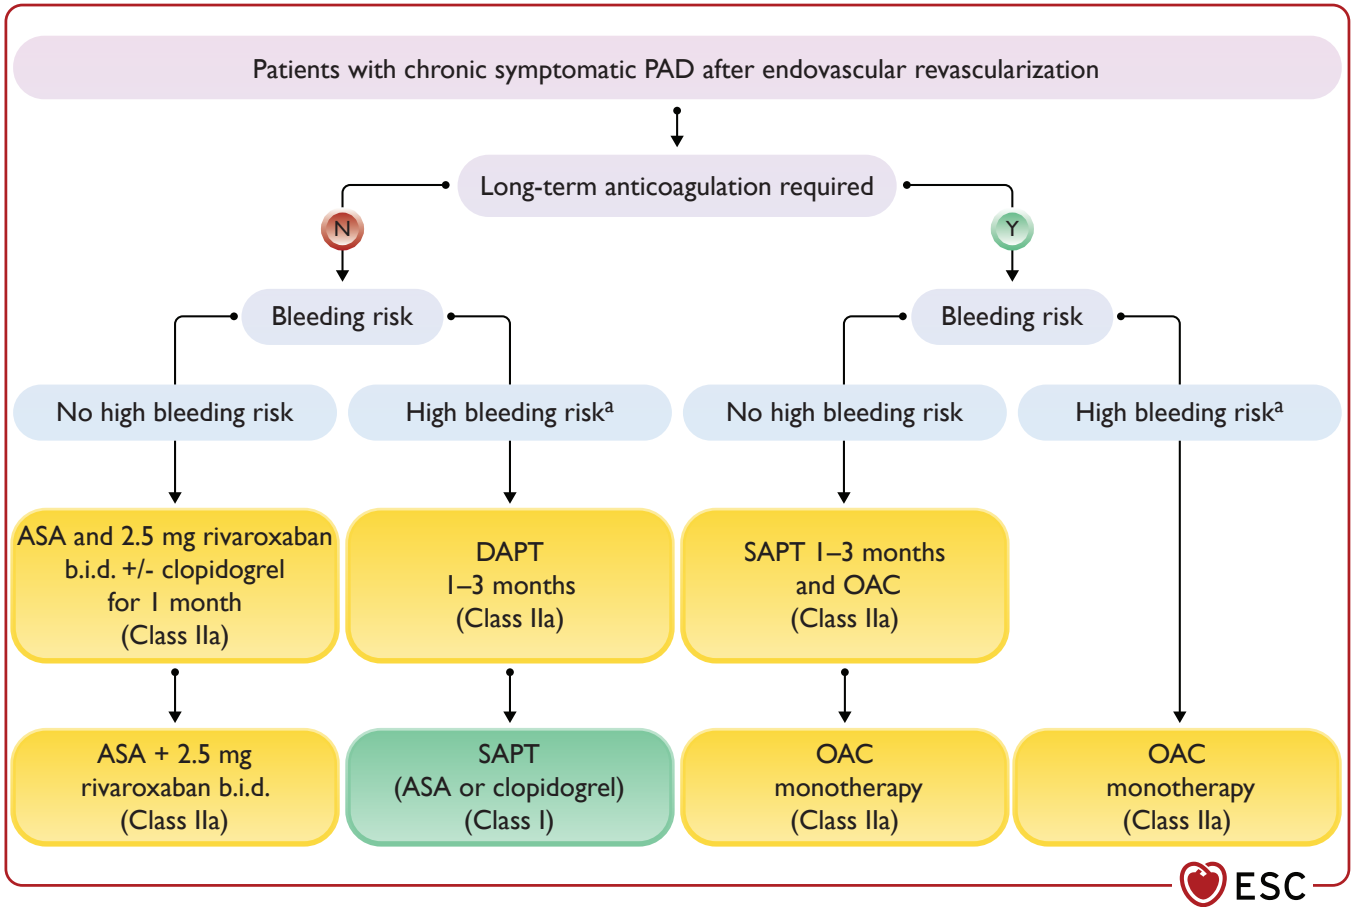 Patients with chronic symptomatic PAD after endovascular revascularization
Long-term anticoagulation required
N
Y
Bleeding risk
Bleeding risk
No high bleeding risk
High bleeding riskᵃ
No high bleeding risk
High bleeding riskᵃ
ASA and 2.5 mg rivaroxaban
b.i.d. +/- clopidogrel
for 1 month
(Class IIa)
DAPT
1–3 months
(Class IIa)
SAPT 1–3 months
and OAC
(Class IIa)
ASA + 2.5 mg
rivaroxaban b.i.d.
(Class IIa)
SAPT
(ASA or clopidogrel)
(Class I)
OAC
monotherapy
(Class IIa)
OAC
monotherapy
(Class IIa)
ESC